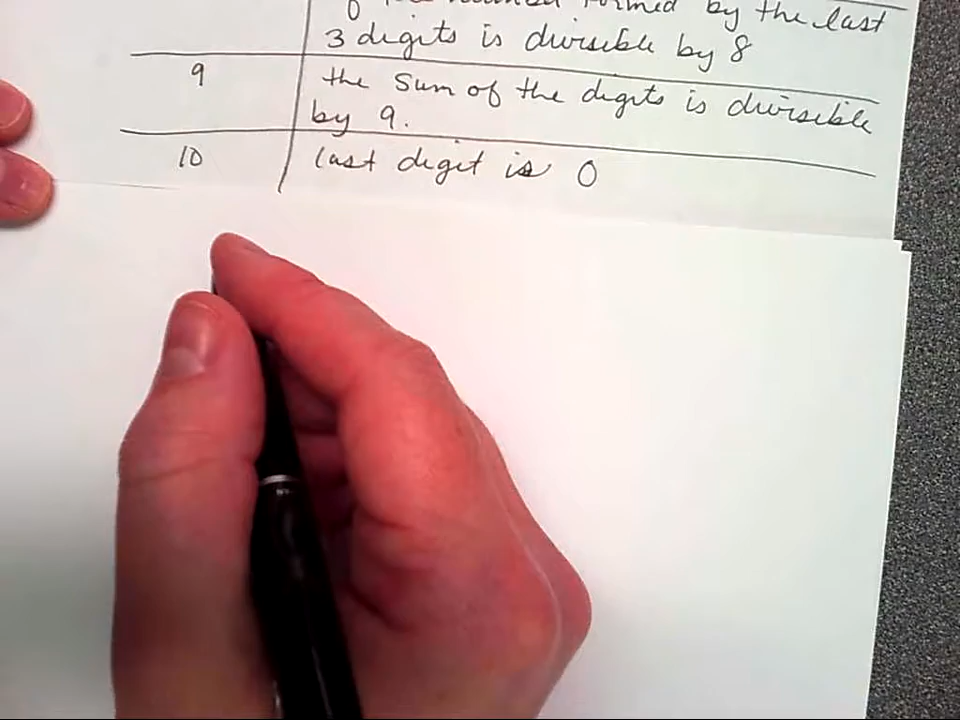 formed by the last
3 digits is divisible by 8
9 the sum of the digits is divisible
by 9.
10 last digit is 0